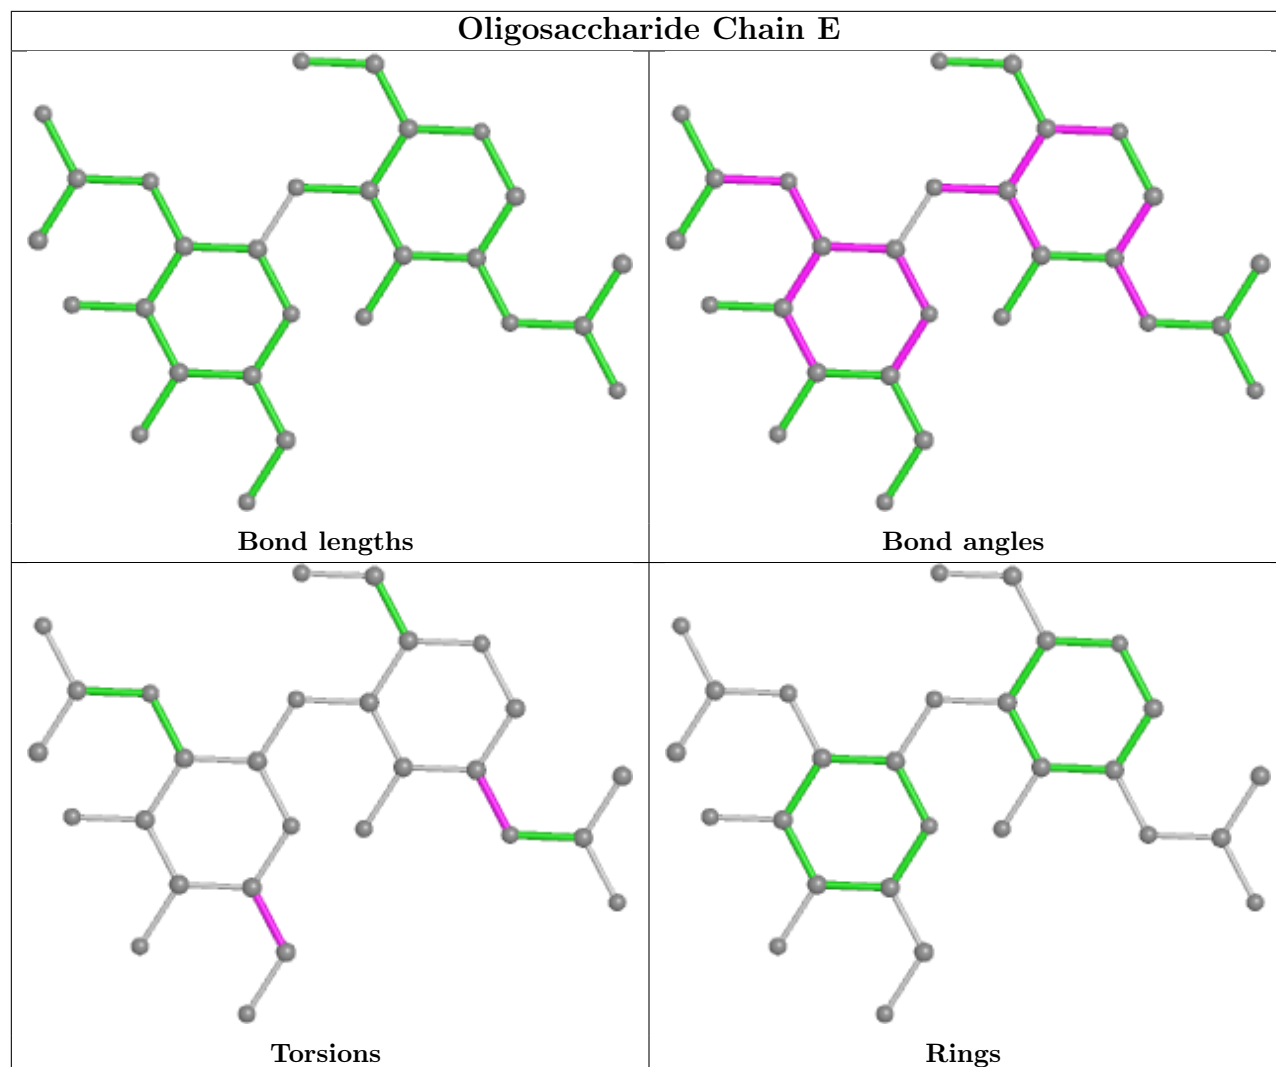 Oligosaccharide Chain E
Bond lengths
Bond angles
Torsions
Rings